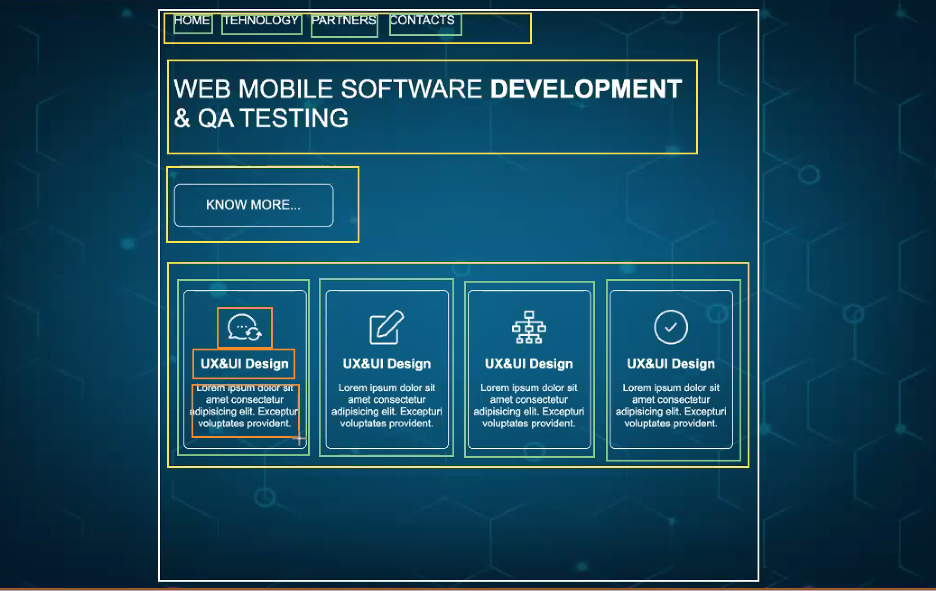 HOME TEHNOLOGY PARTNERS CONTACTS
WEB MOBILE SOFTWARE DEVELOPMENT
& QA TESTING
KNOW MORE...
UX&UI Design
Lorem ipsum dolor sit
amet consectetur
adipisicing elit. Excepturi
voluptates provident.
UX&UI Design
Lorem ipsum dolor sit
amet consectetur
adipisicing elit. Excepturi
voluptates provident.
UX&UI Design
Lorem ipsum dolor sit
amet consectetur
adipisicing elit. Excepturi
voluptates provident.
UX&UI Design
Lorem ipsum dolor sit
amet consectetur
adipisicing elit. Excepturi
voluptates provident.